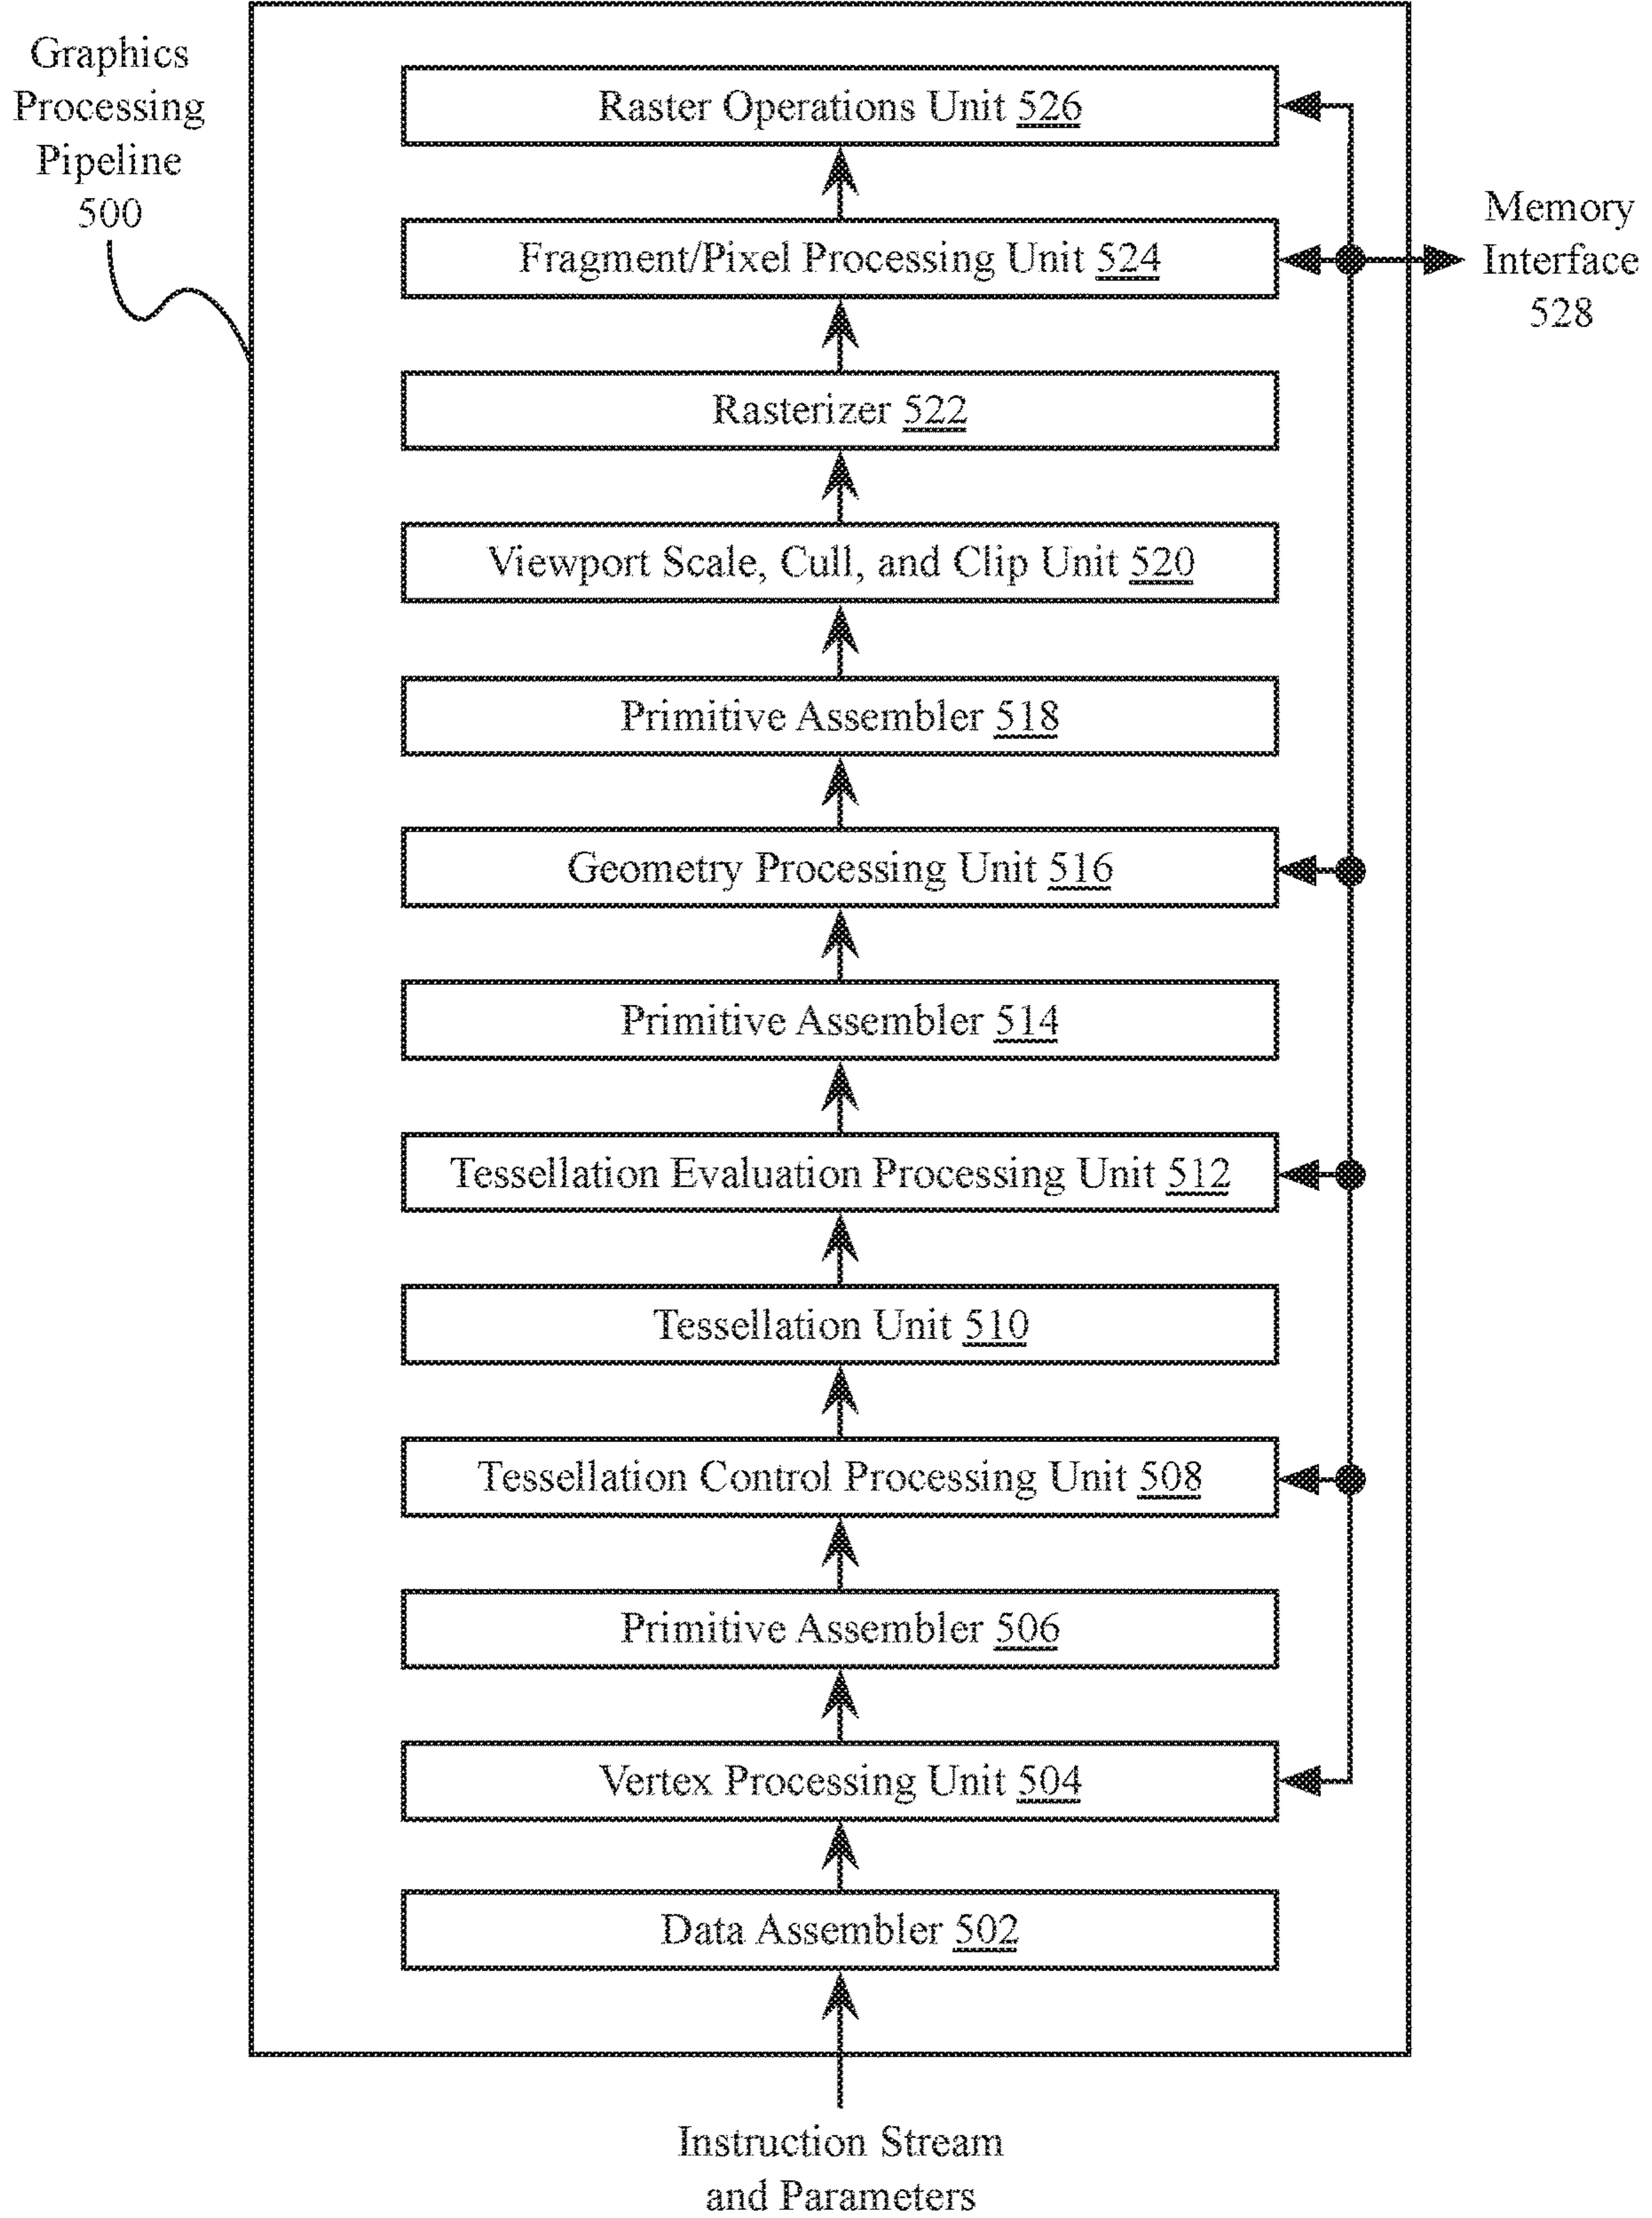 Graphics
Processing
Pipeline
500
Raster Operations Unit 526
Fragment/Pixel Processing Unit 524
Memory
Interface
528
Rasterizer 522
Viewport Scale, Cull, and Clip Unit 520
Primitive Assembler 518
Geometry Processing Unit 516
Primitive Assembler 514
Tessellation Evaluation Processing Unit 512
Tessellation Unit 510
Tessellation Control Processing Unit 508
Primitive Assembler 506
Vertex Processing Unit 504
Data Assembler 502
Instruction Stream
and Parameters